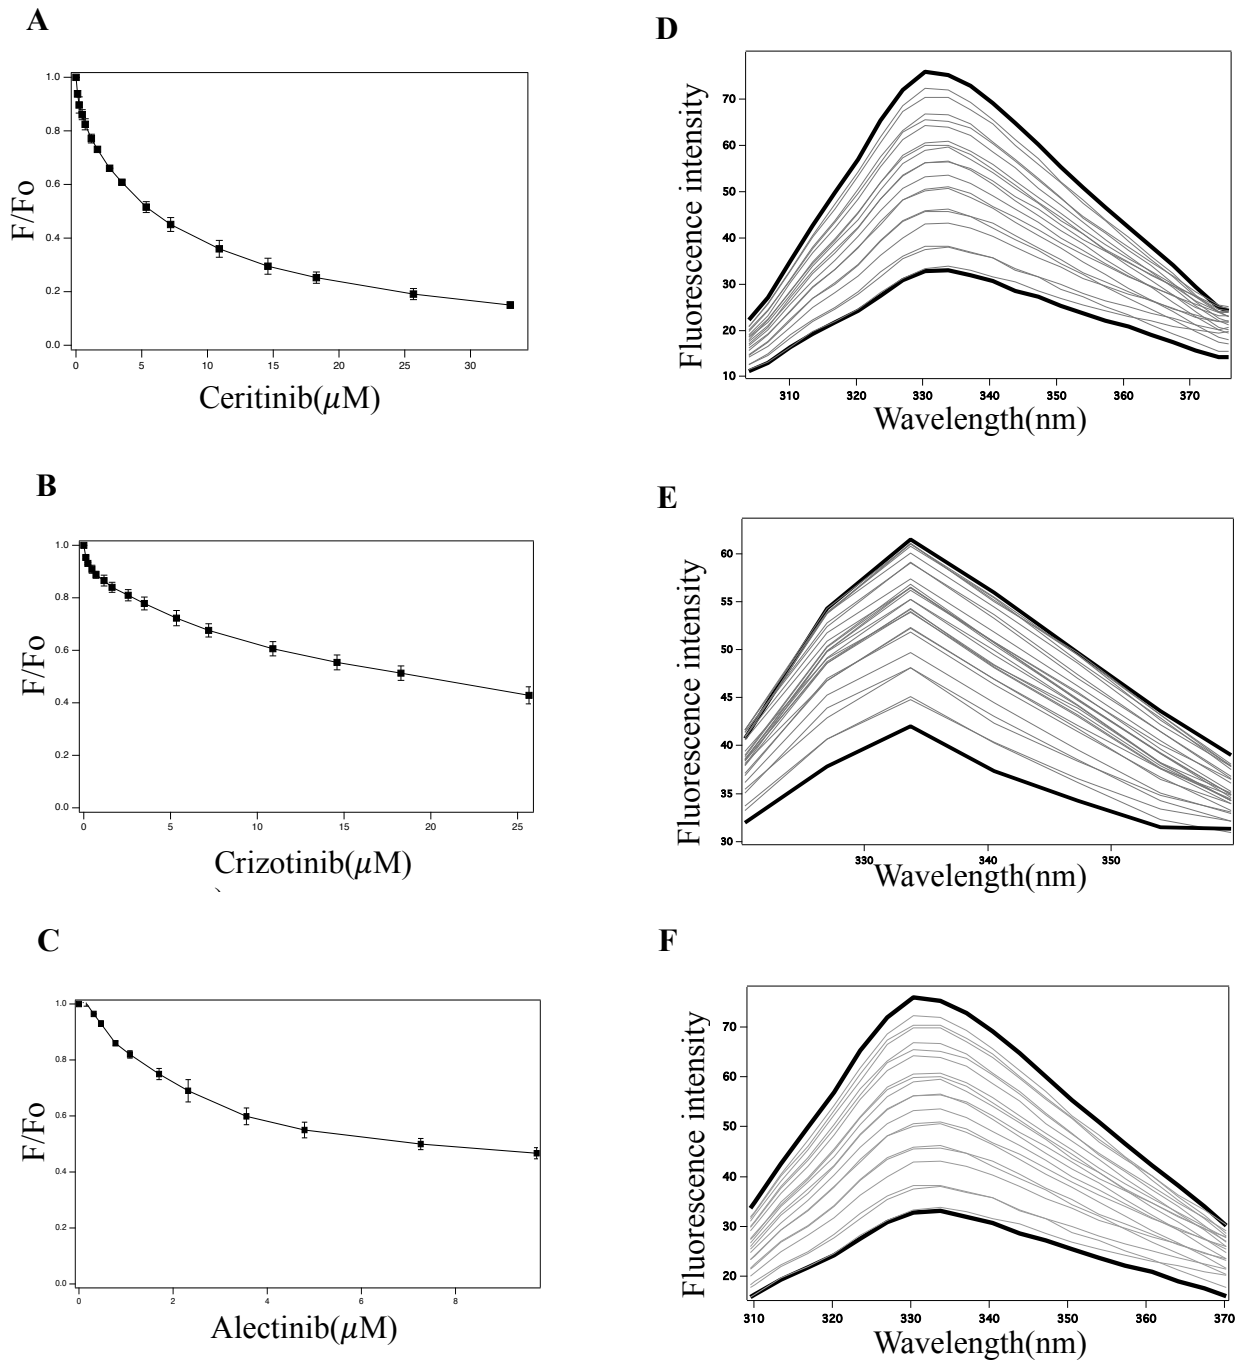 A
1.0
0.8
0.6
0.4
0.2
0.0
F/Fo
0 5 10 15 20 25 30
Ceritinib(μM)
D
70
60
50
40
30
20
10
Fluorescence intensity
310 320 330 340 350 360 370
Wavelength(nm)
B
1.0
0.8
0.6
0.4
0.2
0.0
F/Fo
0 5 10 15 20 25
Crizotinib(μM)
)
E
60
55
50
45
40
35
30
Fluorescence intensity
330 340 350
Wavelength(nm)
C
1.0
0.8
0.6
0.4
0.2
0.0
F/Fo
0 2 4 6 8
Alectinib(μM)
F
70
60
50
40
30
20
Fluorescence intensity
310 320 330 340 350 360 370
Wavelength(nm)